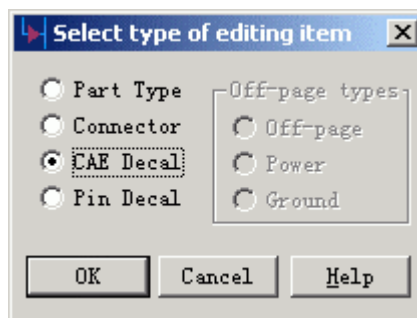 Select type of editing item
Part Type
Connector
CAE Decal
Pin Decal
Off-page types
Off-page
Power
Ground
OK Cancel Help